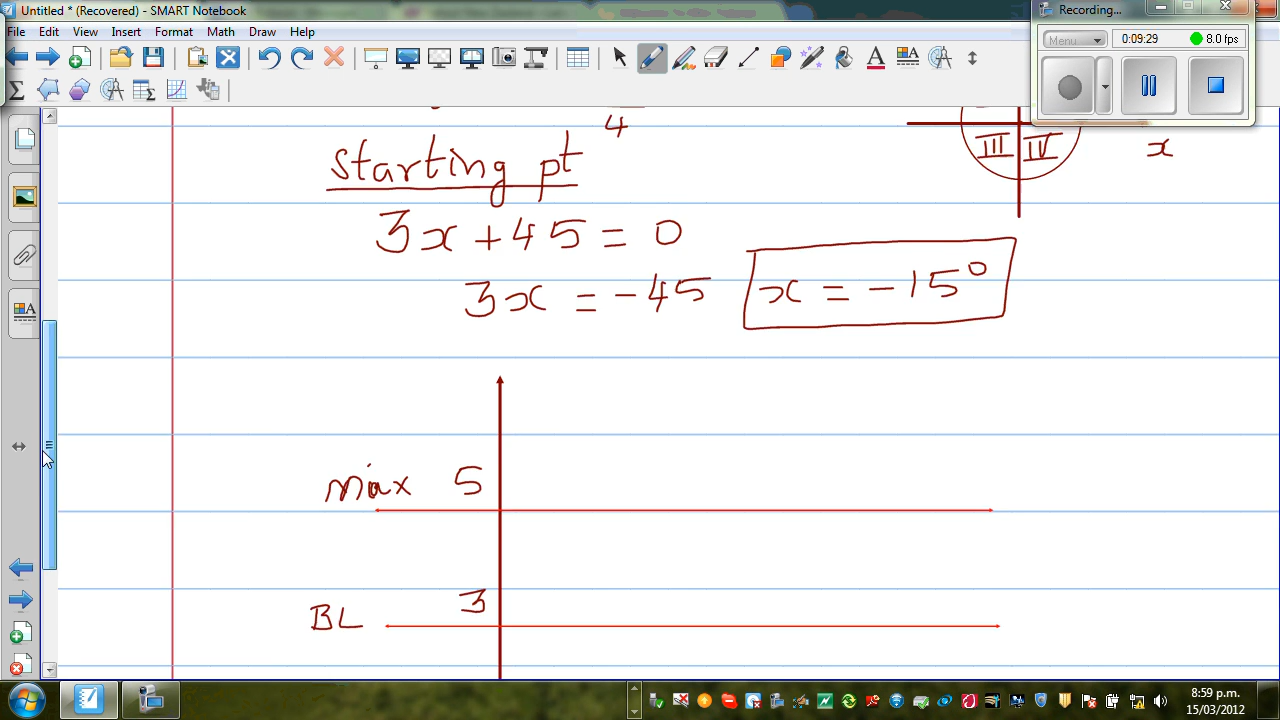 Untitled * (Recovered) - SMART Notebook
Recording...
File Edit View Insert Format Math Draw Help
Menu 0:09:29 8.0 fps
4
starting pt
III IV
x
3x + 45 = 0
3x = -45
x = -15°
max 5
BL 3
8:59 p.m.
15/03/2012